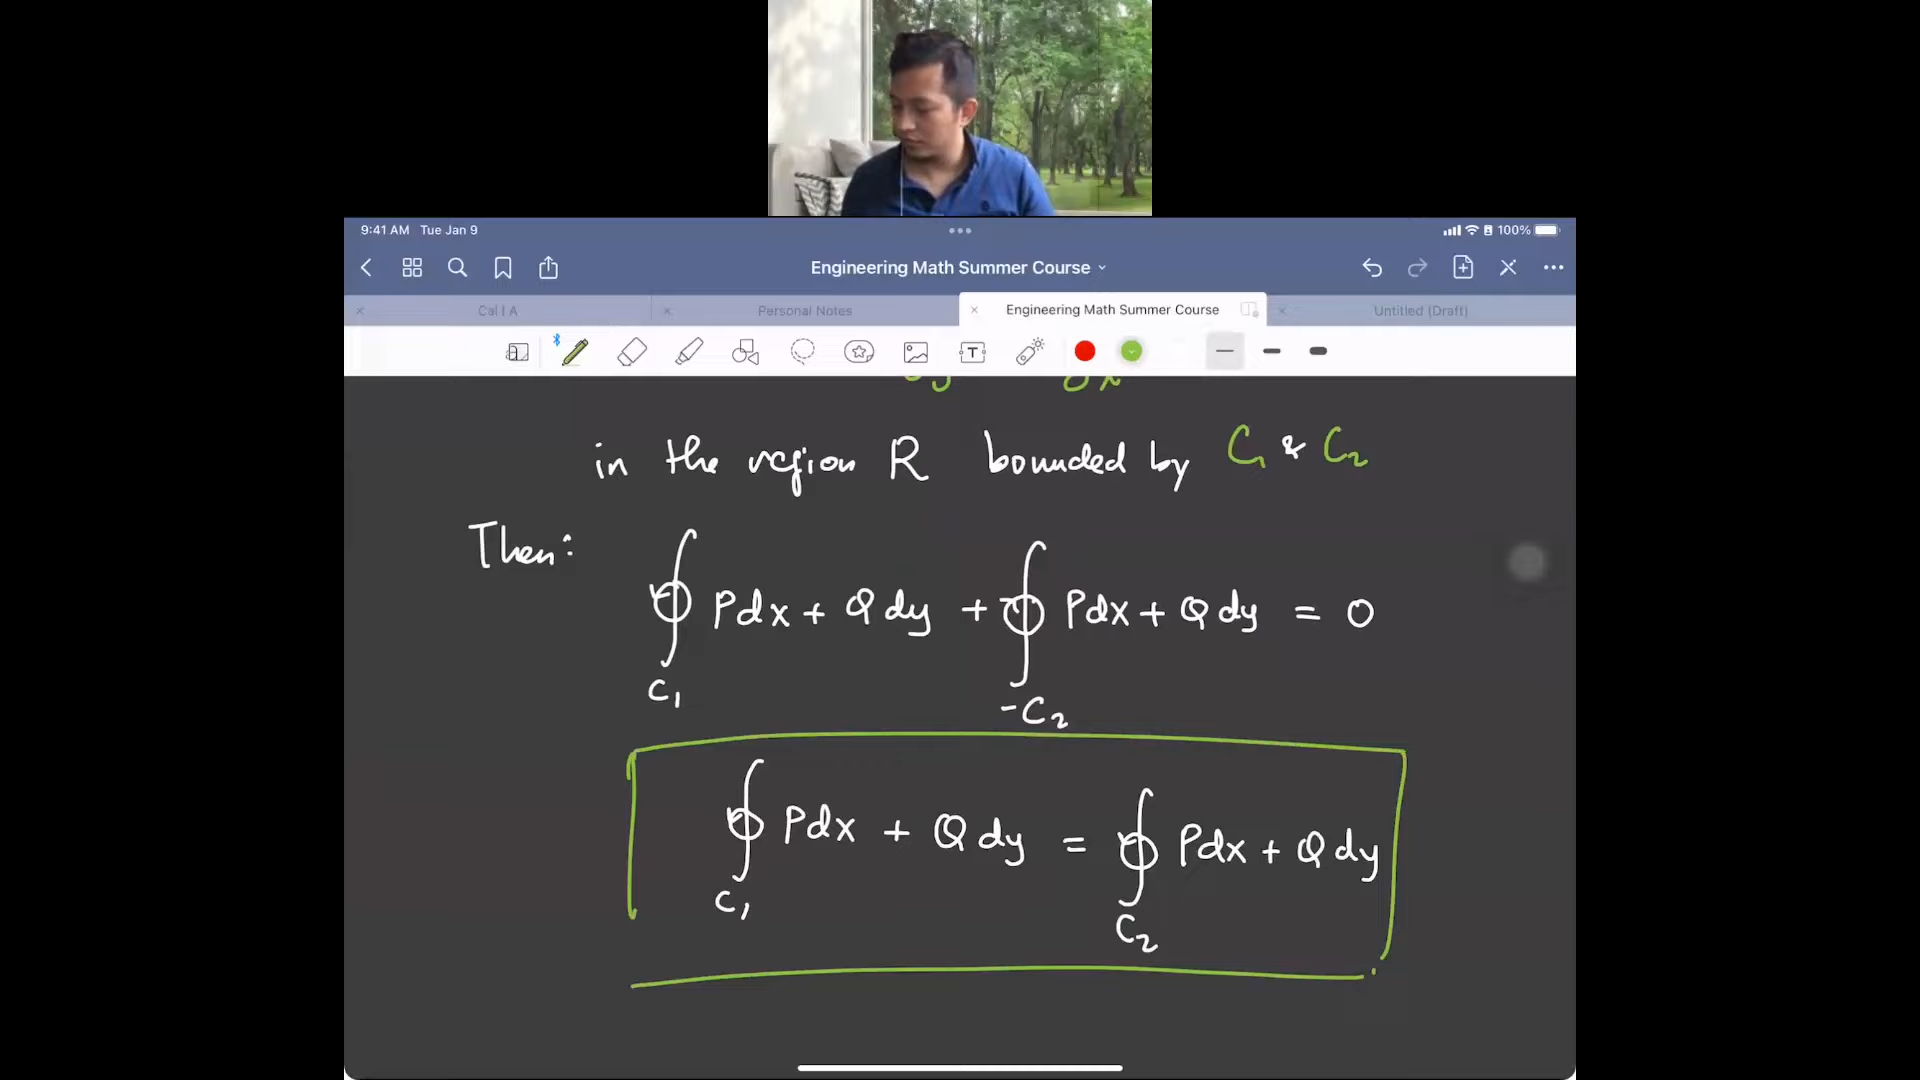 9:41 AM Tue Jan 9
100%
Engineering Math Summer Course
Cal I A
Personal Notes
Engineering Math Summer Course
Untitled (Draft)
in the region R bounded by C₁ & C₂
Then:
∮ Pdx + Qdy + ∮ Pdx + Qdy = 0
C₁ -C₂
∮ Pdx + Qdy = ∮ Pdx + Qdy
C₁ C₂